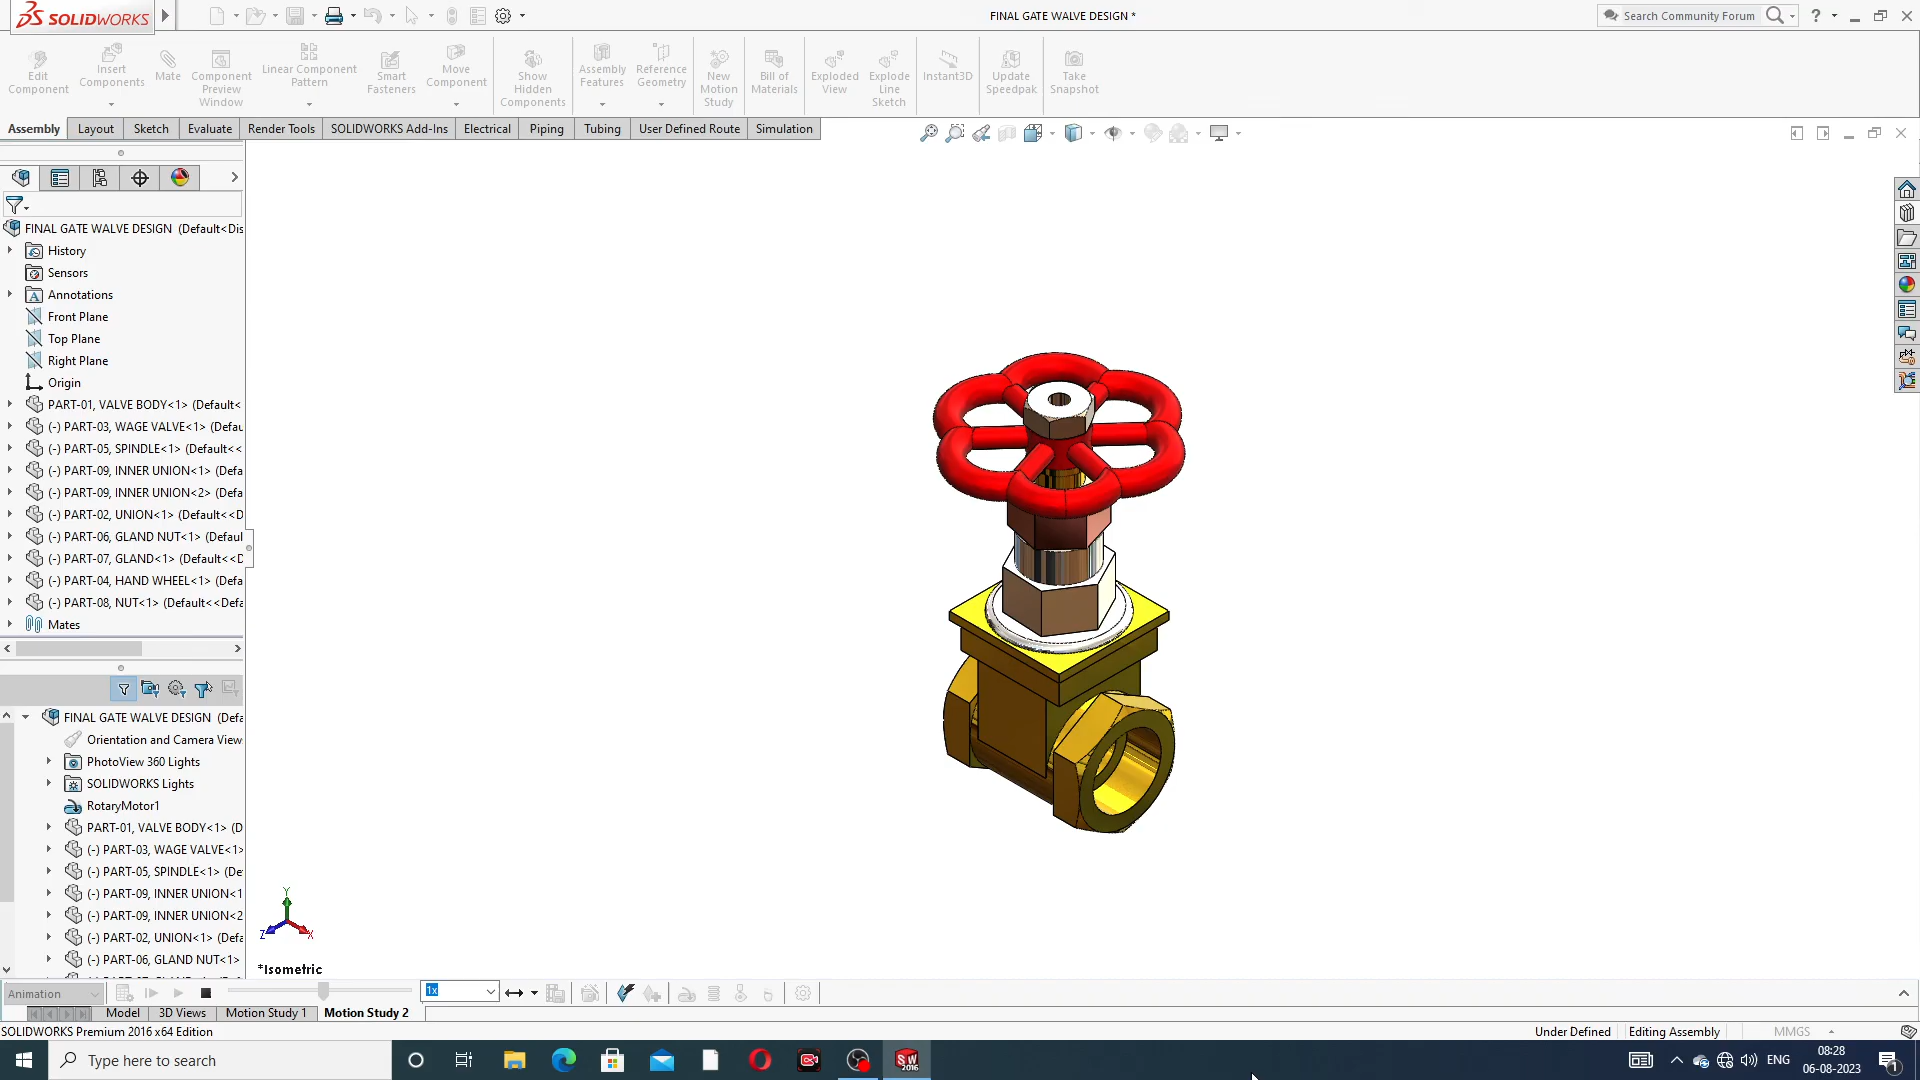 SOLIDWORKS
FINAL GATE WALVE DESIGN *
Search Community Forum
?
Edit Component
Insert Components
Mate
Component Preview Window
Linear Component Pattern
Smart Fasteners
Move Component
Show Hidden Components
Assembly Features
Reference Geometry
New Motion Study
Bill of Materials
Exploded View
Explode Line Sketch
Instant3D
Update Speedpak
Take Snapshot
Assembly Layout Sketch Evaluate Render Tools SOLIDWORKS Add-Ins Electrical Piping Tubing User Defined Route Simulation
FINAL GATE WALVE DESIGN (Default<Dis
History
Sensors
Annotations
Front Plane
Top Plane
Right Plane
Origin
PART-01, VALVE BODY<1> (Default<
(-) PART-03, WAGE VALVE<1> (Defau
(-) PART-05, SPINDLE<1> (Default<<
(-) PART-09, INNER UNION<1> (Defa
(-) PART-09, INNER UNION<2> (Defa
(-) PART-02, UNION<1> (Default<<D
(-) PART-06, GLAND NUT<1> (Defaul
(-) PART-07, GLAND<1> (Default<<D
(-) PART-04, HAND WHEEL<1> (Defa
(-) PART-08, NUT<1> (Default<<Defa
Mates
FINAL GATE WALVE DESIGN (Defa
Orientation and Camera View
PhotoView 360 Lights
SOLIDWORKS Lights
RotaryMotor1
PART-01, VALVE BODY<1> (D
(-) PART-03, WAGE VALVE<1>
(-) PART-05, SPINDLE<1> (De
(-) PART-09, INNER UNION<1
(-) PART-09, INNER UNION<2
(-) PART-02, UNION<1> (Defa
(-) PART-06, GLAND NUT<1>
Y
Z X
*Isometric
Animation 1x
Model 3D Views Motion Study 1 Motion Study 2
SOLIDWORKS Premium 2016 x64 Edition Under Defined Editing Assembly MMGS
Type here to search
SW 2016
ENG
08:28
06-08-2023
1